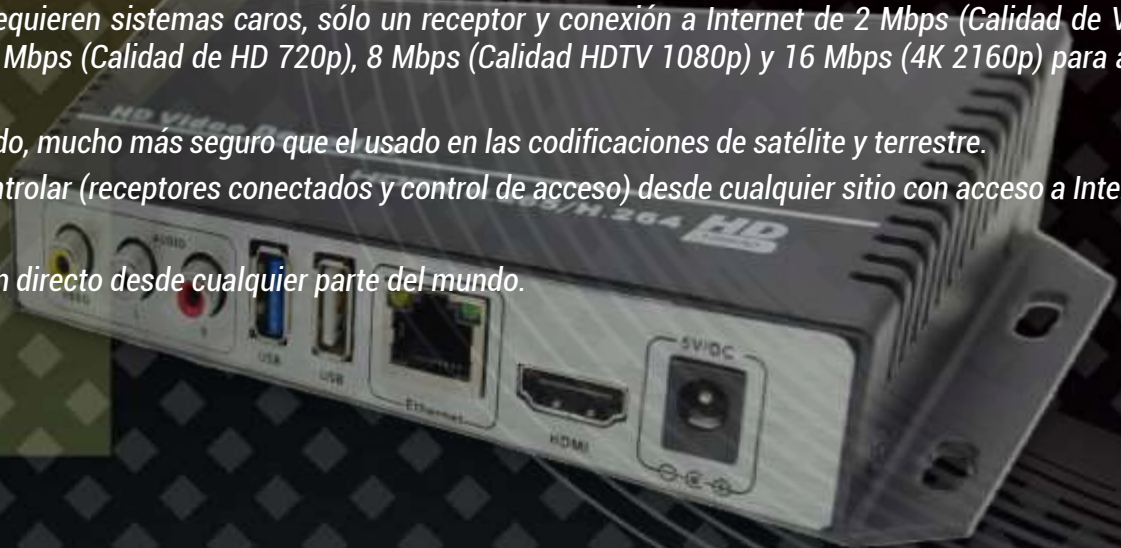 equieren sistemas caros, sólo un receptor y conexión a Internet de 2 Mbps (Calidad de V
Mbps (Calidad de HD 720p), 8 Mbps (Calidad HDTV 1080p) y 16 Mbps (4K 2160p) para a
do, mucho más seguro que el usado en las codificaciones de satélite y terrestre.
ntrolar (receptores conectados y control de acceso) desde cualquier sitio con acceso a Inte
n directo desde cualquier parte del mundo.
HD Video
/H.264 HD
AUDIO
VIDEO L R USB USB Ethernet HDMI 5V/DC